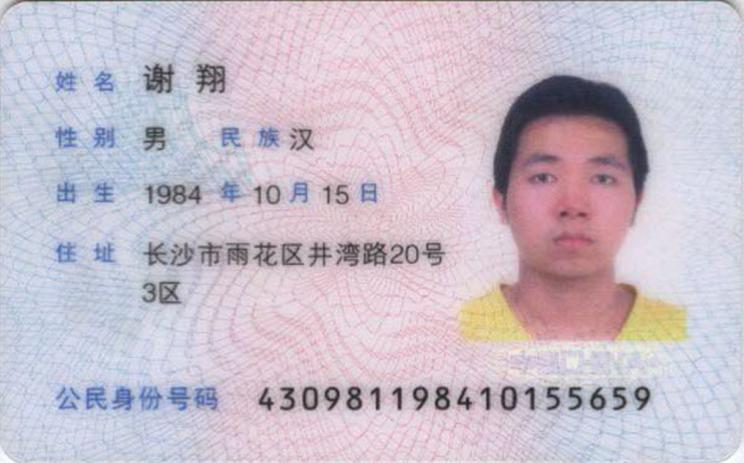 姓名 谢翔
性别 男 民族 汉
出生 1984 年 10 月 15 日
住址 长沙市雨花区井湾路20号
3区
公民身份号码 430981198410155659